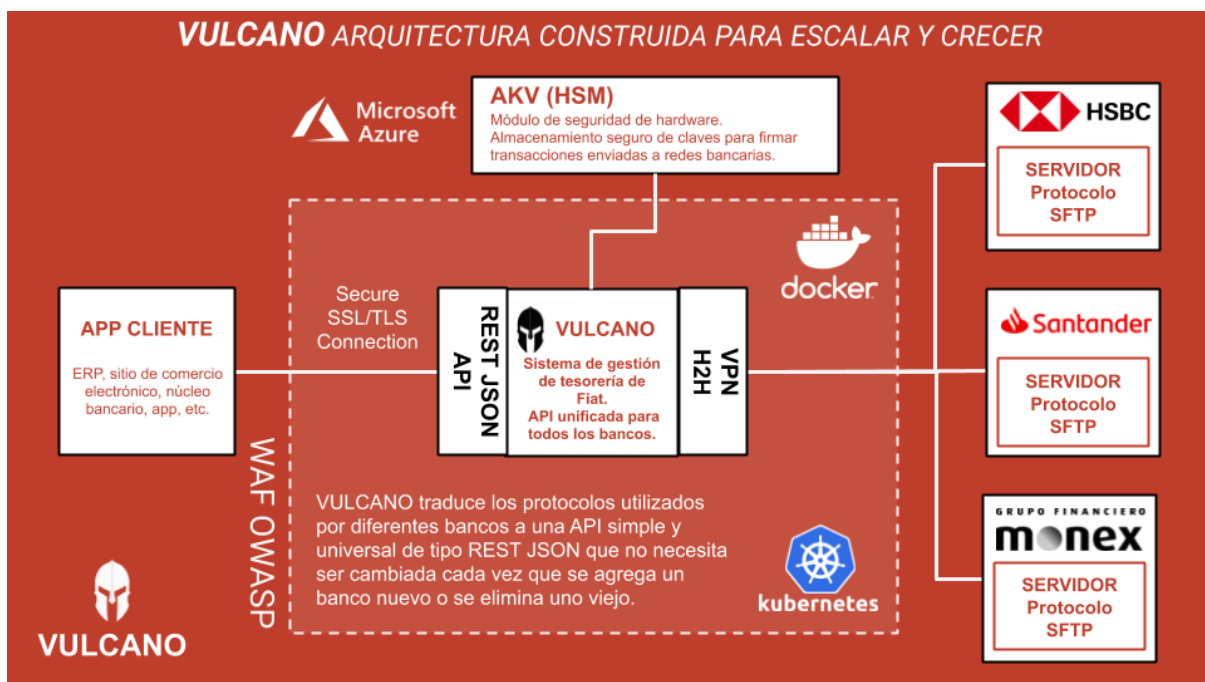 VULCANO ARQUITECTURA CONSTRUIDA PARA ESCALAR Y CRECER
Microsoft
Azure
AKV (HSM)
Módulo de seguridad de hardware.
Almacenamiento seguro de claves para firmar
transacciones enviadas a redes bancarias.
HSBC
SERVIDOR
Protocolo
SFTP
docker
Secure
SSL/TLS
Connection
APP CLIENTE
ERP, sitio de comercio
electrónico, núcleo
bancario, app, etc.
REST JSON
API
VULCANO
Sistema de gestión
de tesorería de
Fiat.
API unificada para
todos los bancos.
VPN
H2H
Santander
SERVIDOR
Protocolo
SFTP
WAF OWASP
VULCANO traduce los protocolos utilizados
por diferentes bancos a una API simple y
universal de tipo REST JSON que no necesita
ser cambiada cada vez que se agrega un
banco nuevo o se elimina uno viejo.
kubernetes
GRUPO FINANCIERO
monex
SERVIDOR
Protocolo
SFTP
VULCANO